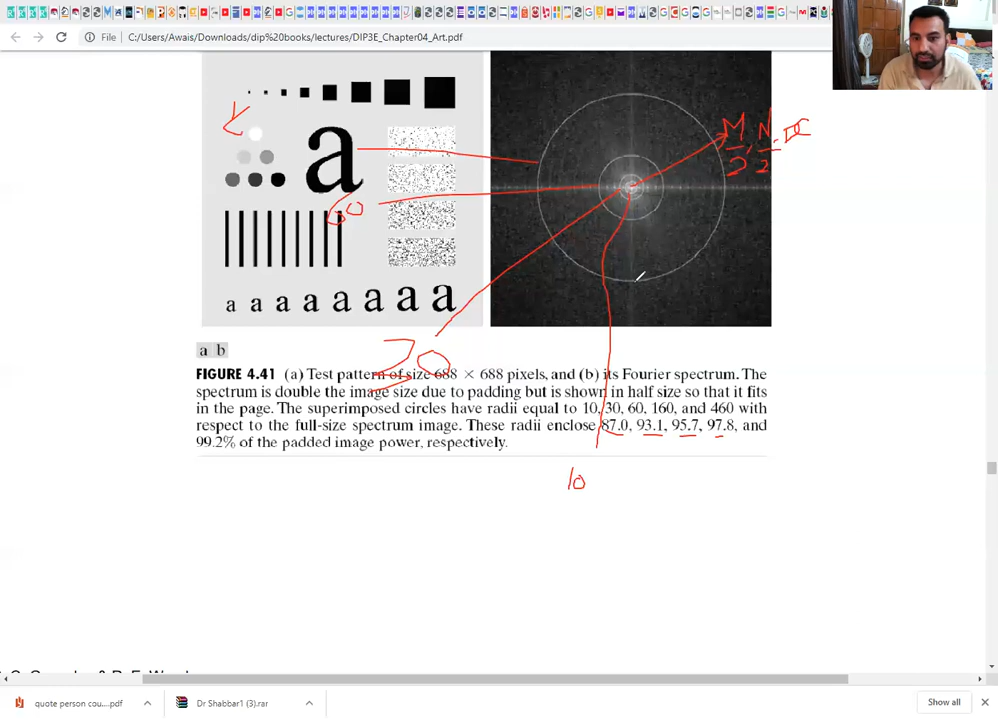 File
C:/Users/Awais/Downloads/dip%20books/lectures/DIP3E_Chapter04_Art.pdf
a
M/2, N/2, DC
60
a a a a a a a a
30
a b
FIGURE 4.41 (a) Test pattern of size 688 × 688 pixels, and (b) its Fourier spectrum. The
spectrum is double the image size due to padding but is shown in half size so that it fits
in the page. The superimposed circles have radii equal to 10, 30, 60, 160, and 460 with
respect to the full-size spectrum image. These radii enclose 87.0, 93.1, 95.7, 97.8, and
99.2% of the padded image power, respectively.
10
quote person cou....pdf
Dr Shabbar1 (3).rar
Show all